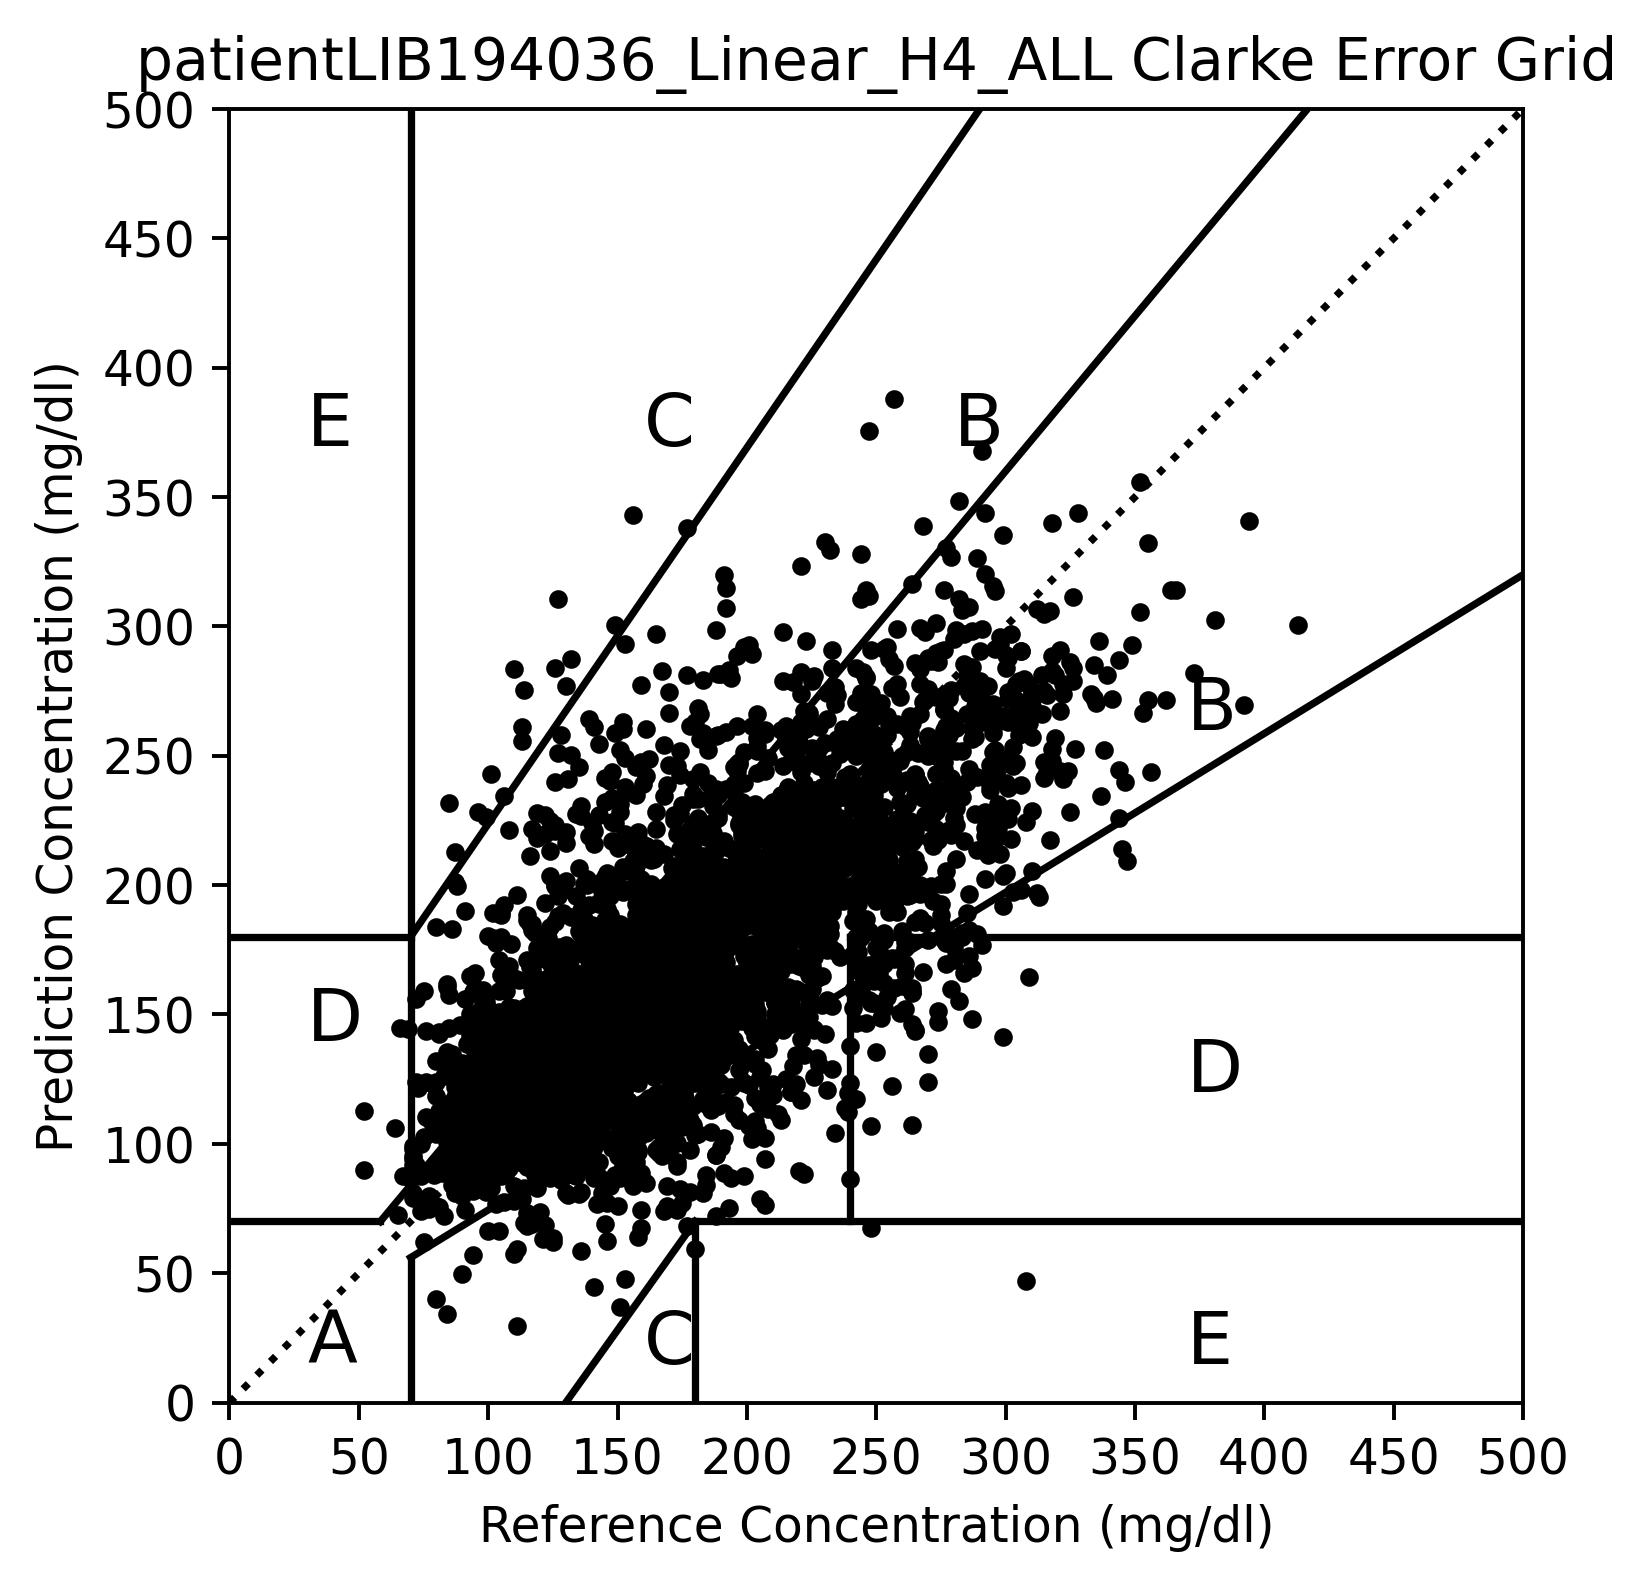 patientLIB194036_Linear_H4_ALL Clarke Error Grid
500
450
400
350
300
250
200
150
100
50
0
Prediction Concentration (mg/dl)
E
C
B
B
D
D
A
C
E
0 50 100 150 200 250 300 350 400 450 500
Reference Concentration (mg/dl)